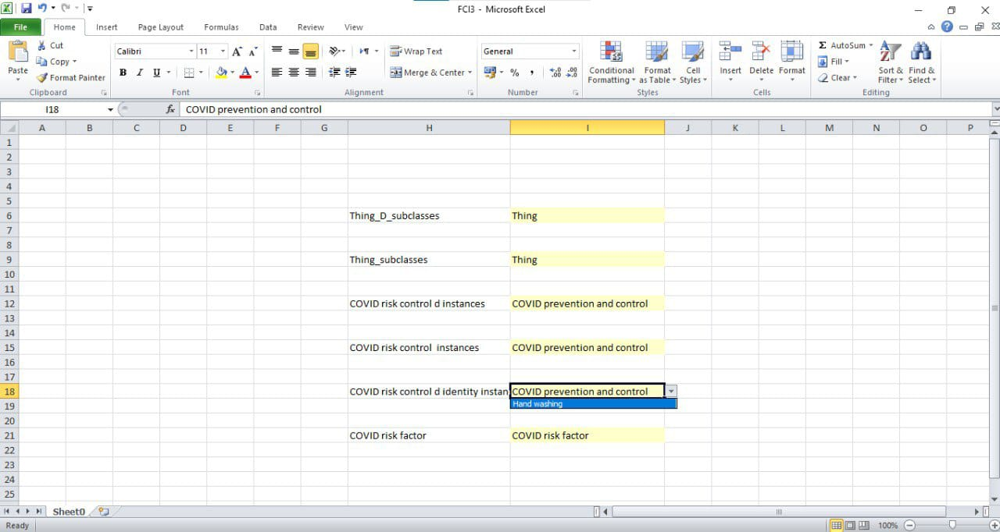 FCI3 - Microsoft Excel
File Home Insert Page Layout Formulas Data Review View
Paste Cut Calibri 11 A A Wrap Text General Conditional Formatting Format as Table Cell Styles Insert Delete Format Σ AutoSum Sort & Filter Find & Select
Copy Fill
Format Painter B I U A Merge & Center % , Clear
Clipboard Font Alignment Number Styles Cells Editing
I18 fx COVID prevention and control
A B C D E F G H I J K L M N O P
1
2
3
4
5
6 Thing_D_subclasses Thing
7
8
9 Thing_subclasses Thing
10
11
12 COVID risk control d instances COVID prevention and control
13
14
15 COVID risk control  instances COVID prevention and control
16
17
18 COVID risk control d identity instan COVID prevention and control
19 Hand washing
20
21 COVID risk factor COVID risk factor
22
23
24
25
Sheet0
Ready 100%